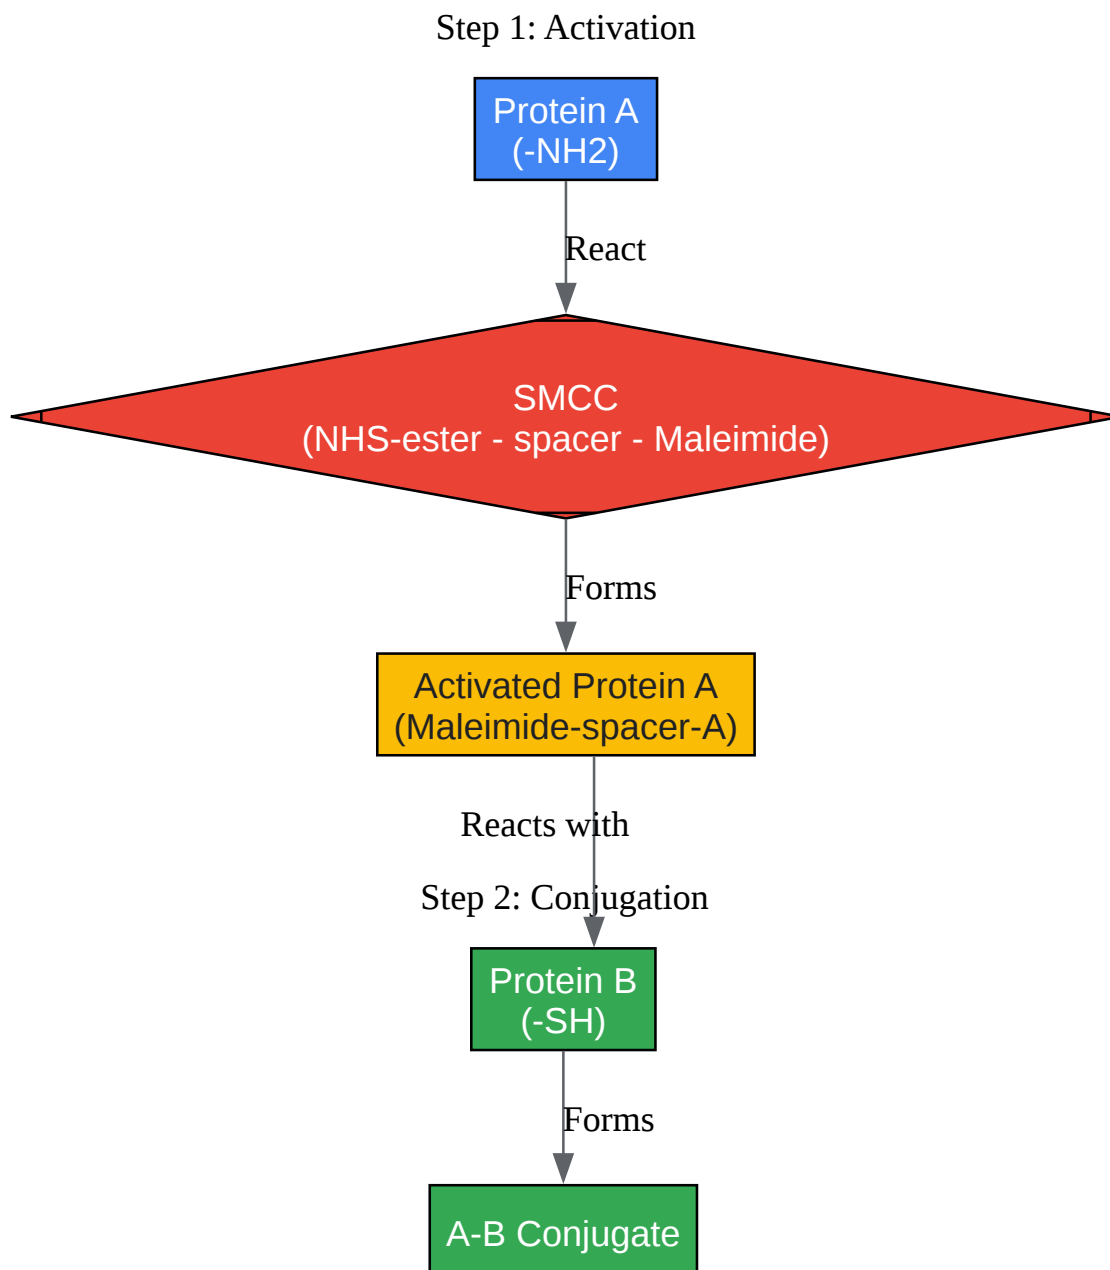 Step 1: Activation
Protein A
(-NH2)
React
SMCC
(NHS-ester - spacer - Maleimide)
Forms
Activated Protein A
(Maleimide-spacer-A)
Reacts with
Step 2: Conjugation
Protein B
(-SH)
Forms
A-B Conjugate